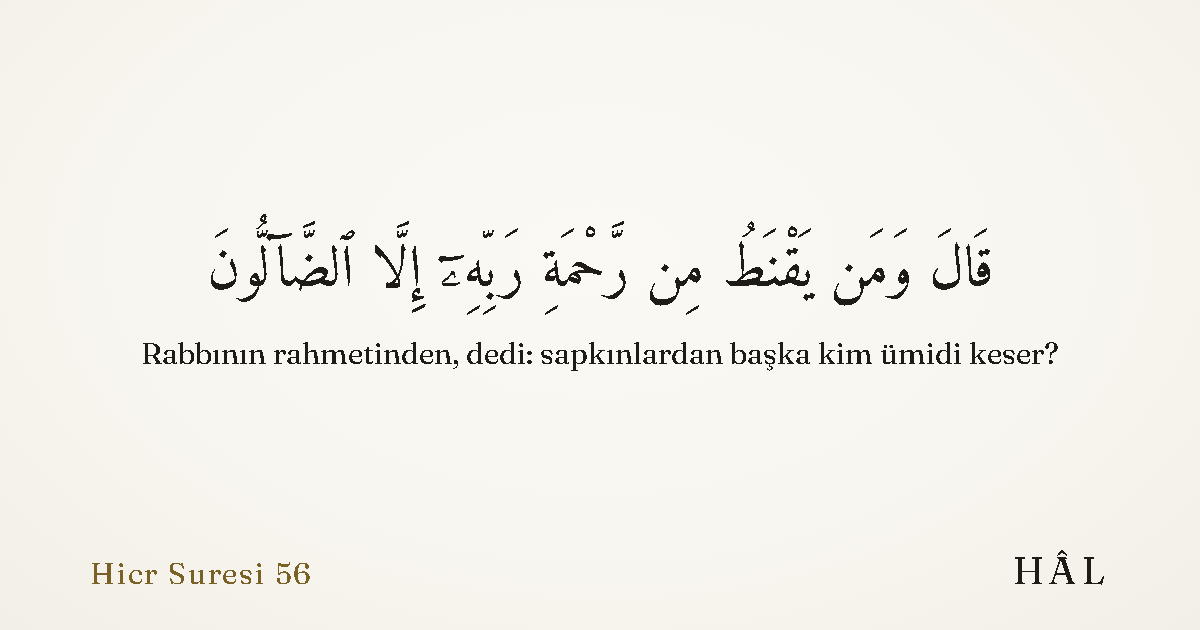 قَالَ وَمَن يَقْنَطُ مِن رَّحْمَةِ رَبِّهِۦٓ إِلَّا ٱلضَّآلُّونَ
Rabbının rahmetinden, dedi: sapkınlardan başka kim ümidi keser?
Hicr Suresi 56
HÂL